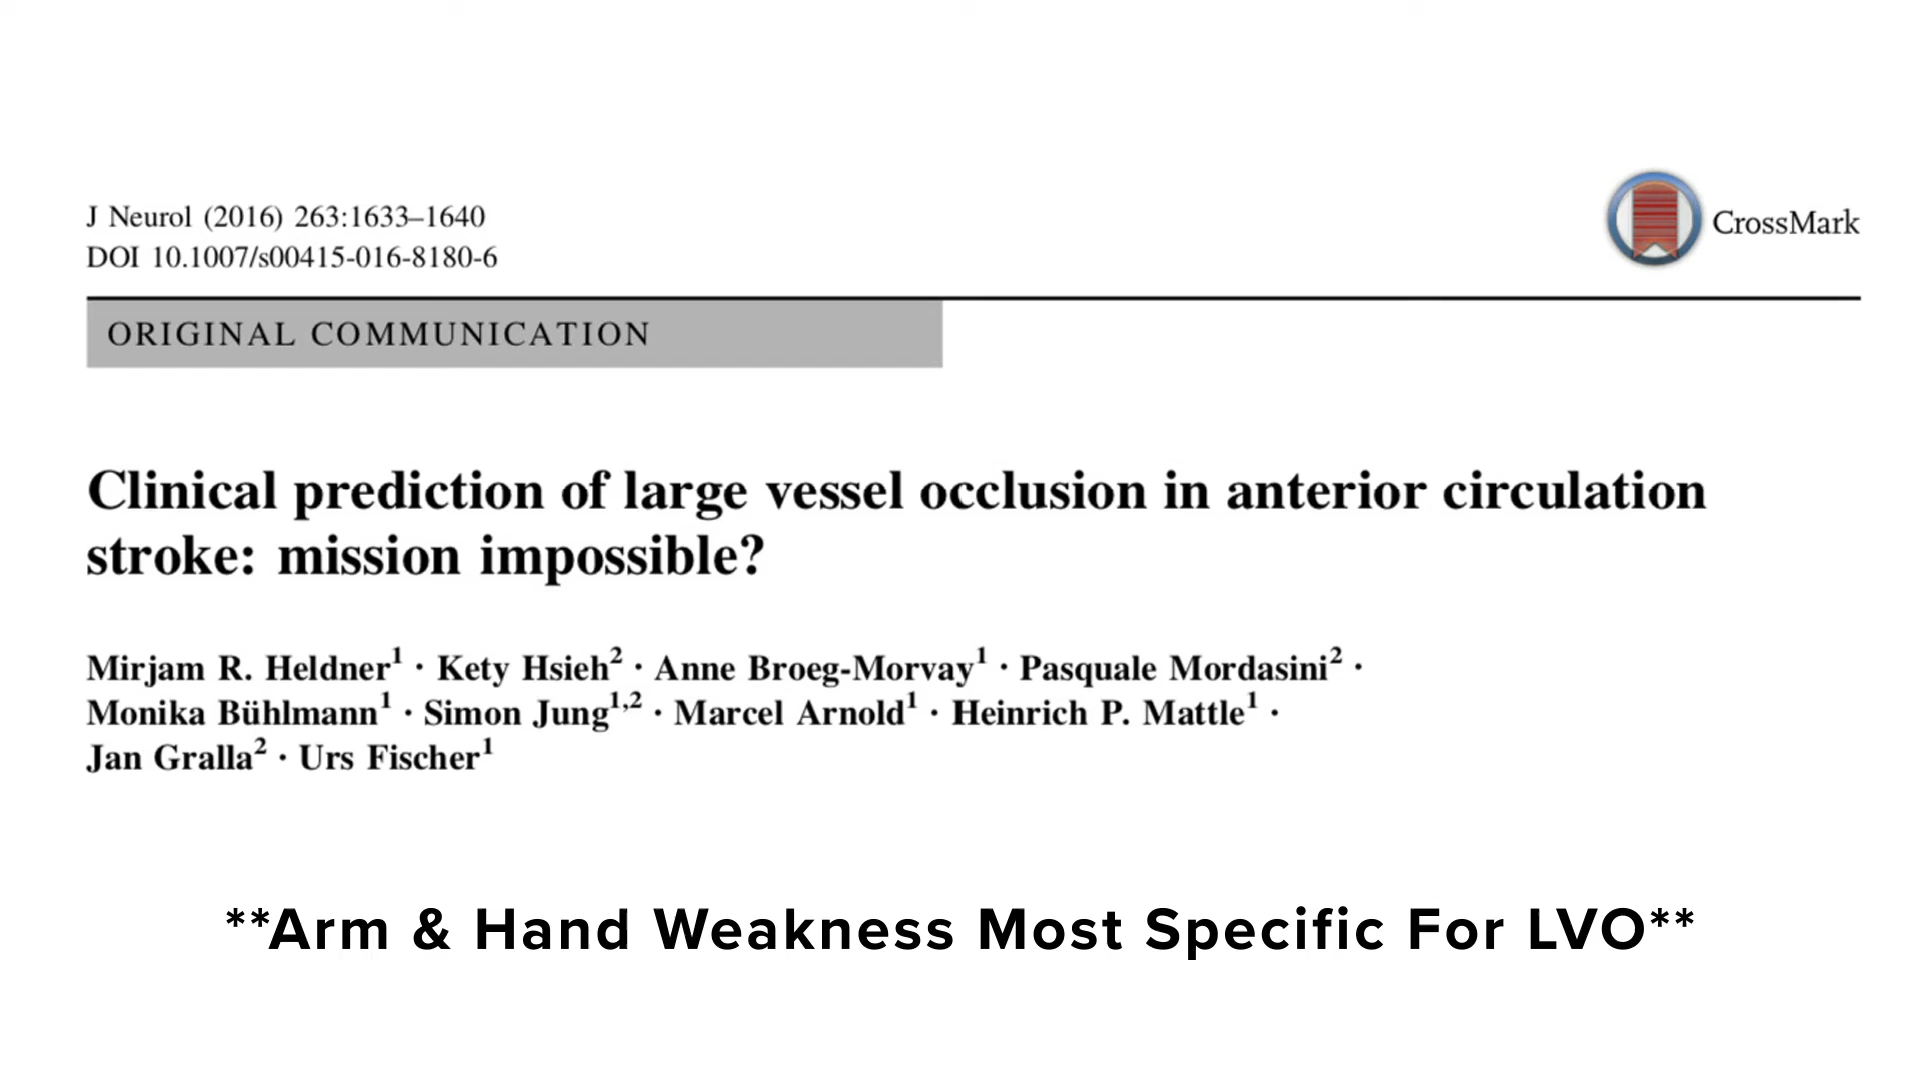 J Neurol (2016) 263:1633–1640
DOI 10.1007/s00415-016-8180-6
CrossMark
ORIGINAL COMMUNICATION
Clinical prediction of large vessel occlusion in anterior circulation
stroke: mission impossible?
Mirjam R. Heldner1 · Kety Hsieh2 · Anne Broeg-Morvay1 · Pasquale Mordasini2 ·
Monika Bühlmann1 · Simon Jung1,2 · Marcel Arnold1 · Heinrich P. Mattle1 ·
Jan Gralla2 · Urs Fischer1
**Arm & Hand Weakness Most Specific For LVO**